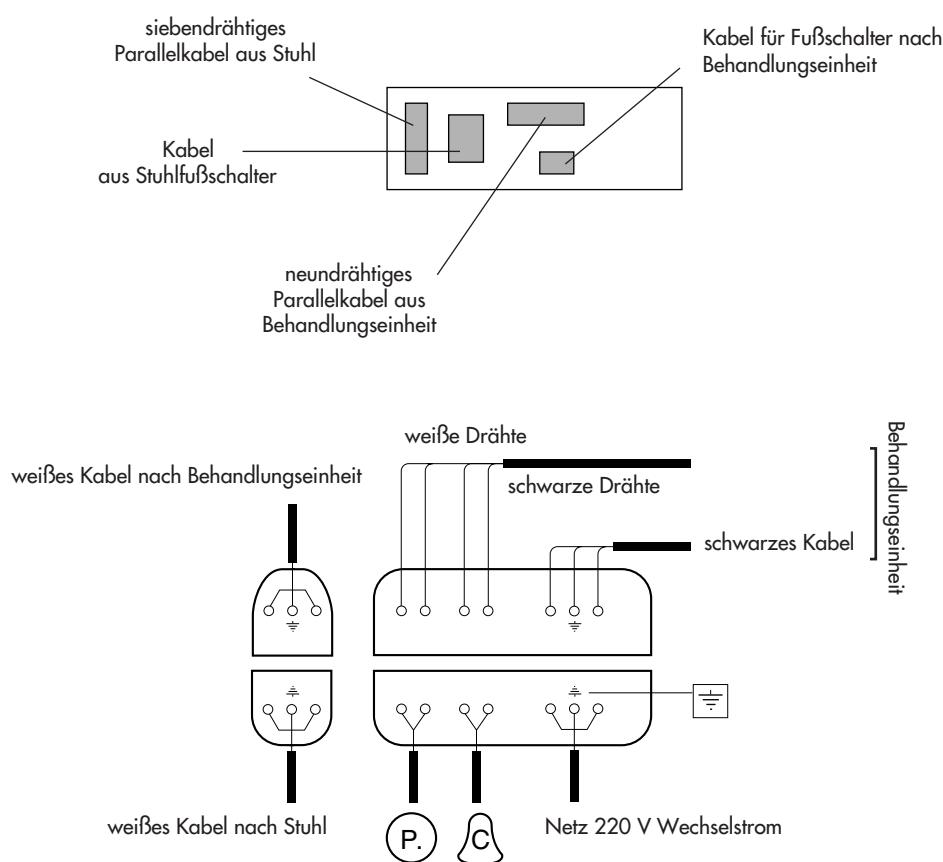 siebendrähtiges
Parallelkabel aus Stuhl
Kabel für Fußschalter nach
Behandlungseinheit
Kabel
aus Stuhlfußschalter
neundrähtiges
Parallelkabel aus
Behandlungseinheit
weiße Drähte
weißes Kabel nach Behandlungseinheit
schwarze Drähte
schwarzes Kabel
Behandlungseinheit
weißes Kabel nach Stuhl
P.
C
Netz 220 V Wechselstrom